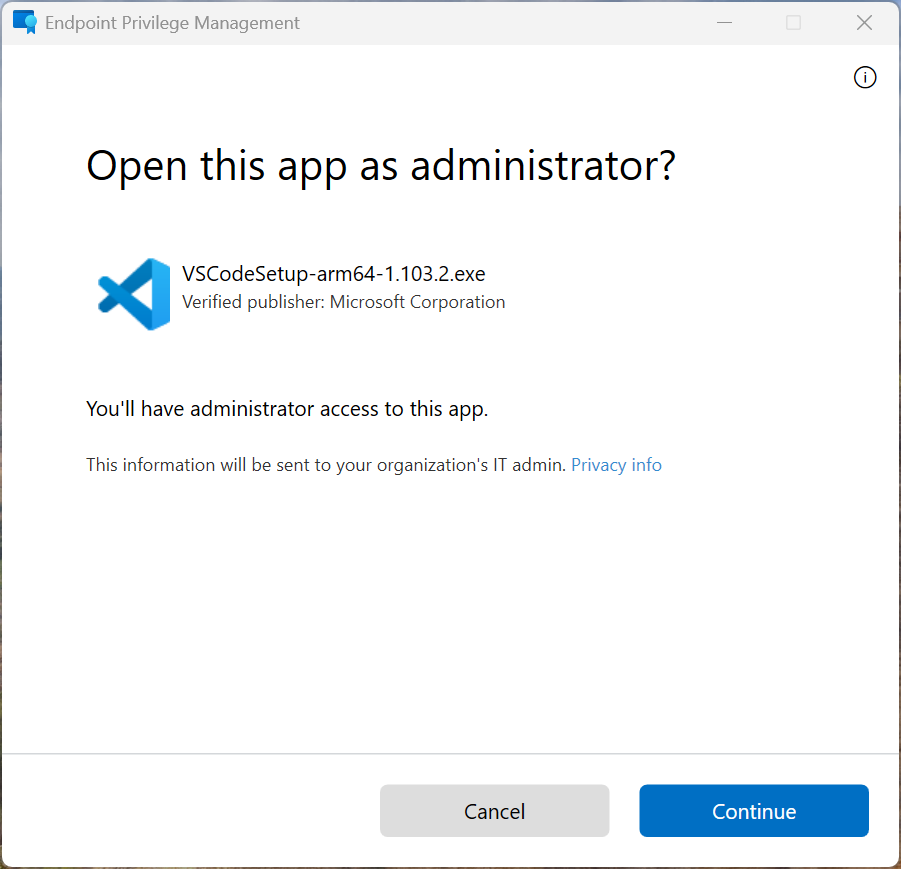 Endpoint Privilege Management
Open this app as administrator?
VSCodeSetup-arm64-1.103.2.exe
Verified publisher: Microsoft Corporation
You'll have administrator access to this app.
This information will be sent to your organization's IT admin. Privacy info
Cancel
Continue